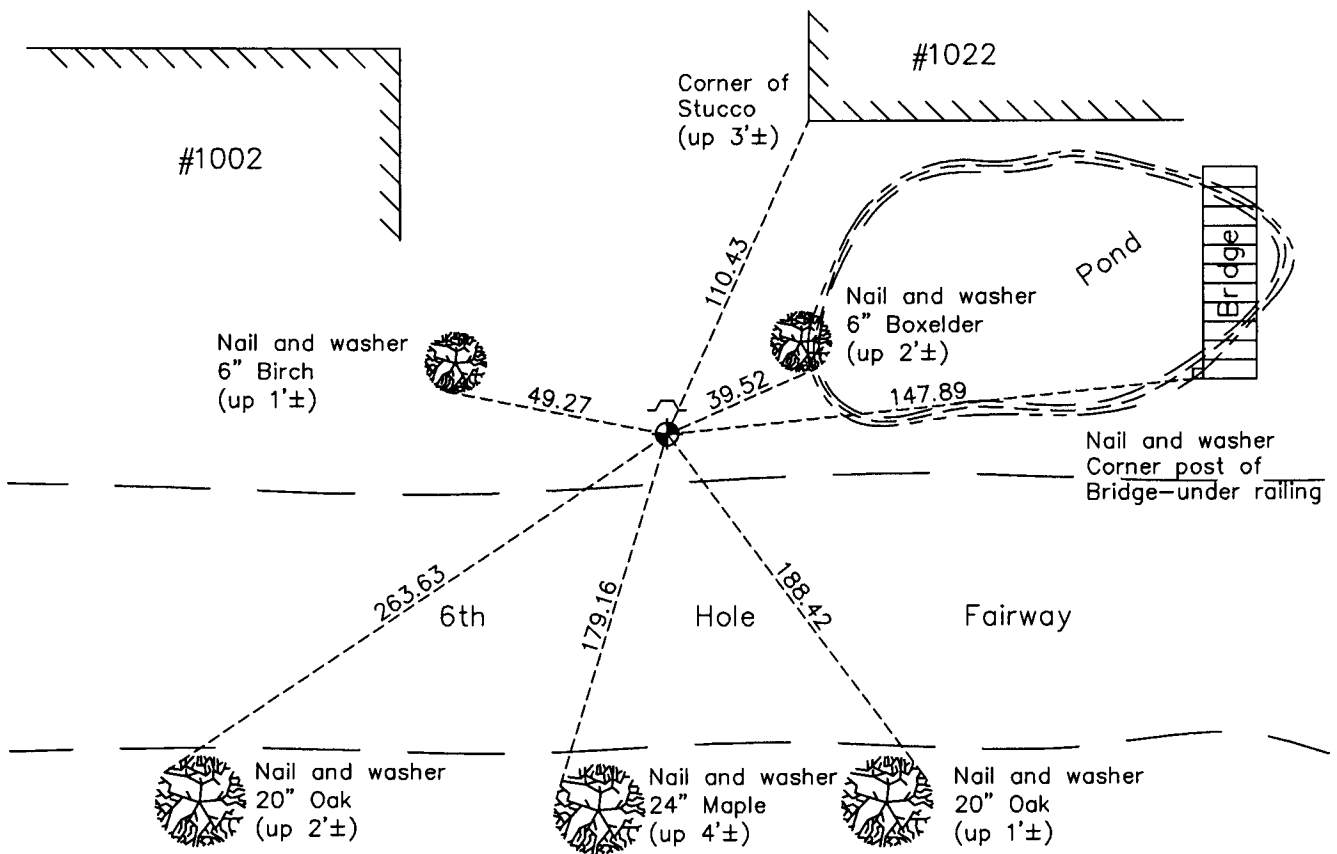 #1022
Corner of
Stucco
(up 3'±)
#1002
110.43
Pond
Bridge
Nail and washer
6" Boxelder
(up 2'±)
Nail and washer
6" Birch
(up 1'±)
49.27
39.52
147.89
Nail and washer
Corner post of
Bridge-under railing
263.63
179.16
188.42
6th Hole Fairway
Nail and washer
20" Oak
(up 2'±)
Nail and washer
24" Maple
(up 4'±)
Nail and washer
20" Oak
(up 1'±)